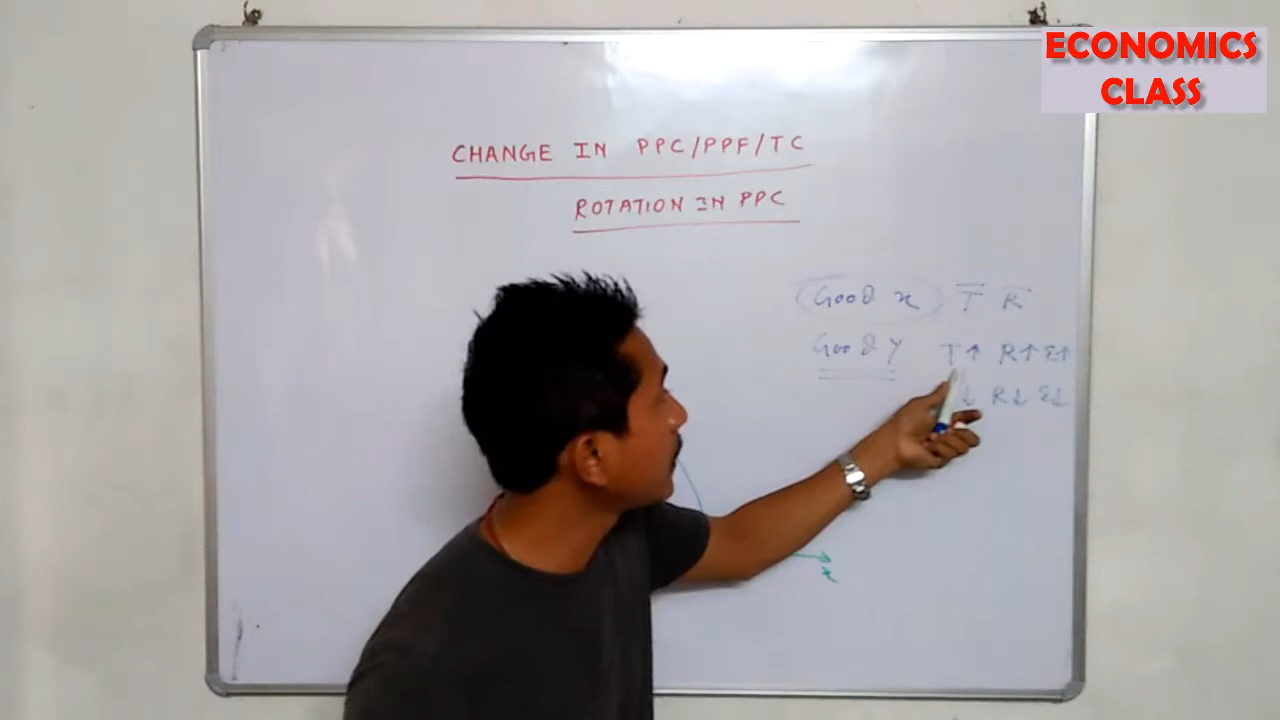 ECONOMICS
CLASS
CHANGE IN PPC/PPF/TC
ROTATION IN PPC
Good x T̅ R̅
Good y T↑ R↑ E↑
↓ R↓ E↓
x